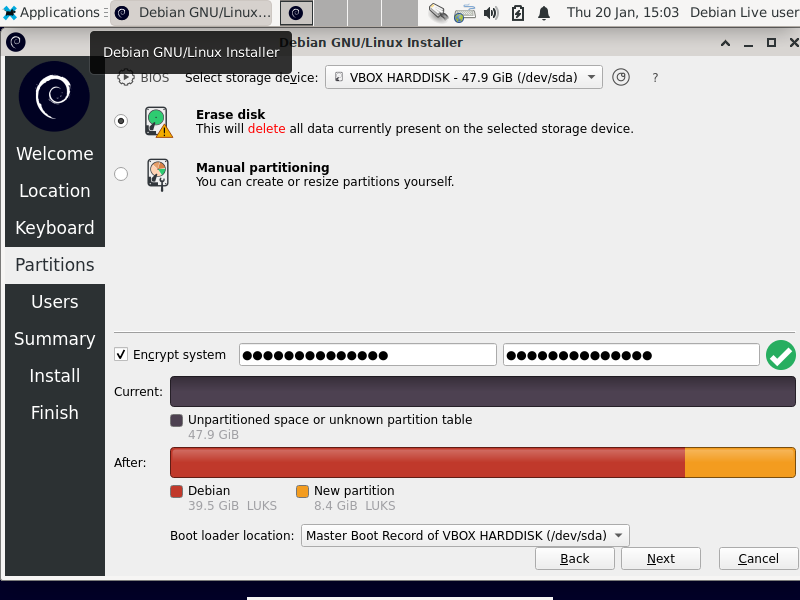 Applications
Debian GNU/Linux...
Thu 20 Jan, 15:03
Debian Live user
Debian GNU/Linux Installer
Debian GNU/Linux Installer
BIOS
Select storage device:
VBOX HARDDISK - 47.9 GiB (/dev/sda)
?
Welcome
Location
Keyboard
Partitions
Users
Summary
Install
Finish
Erase disk
This will delete all data currently present on the selected storage device.
Manual partitioning
You can create or resize partitions yourself.
Encrypt system
●●●●●●●●●●●●●●
●●●●●●●●●●●●●●
Current:
Unpartitioned space or unknown partition table
47.9 GiB
After:
Debian
39.5 GiB LUKS
New partition
8.4 GiB LUKS
Boot loader location:
Master Boot Record of VBOX HARDDISK (/dev/sda)
Back
Next
Cancel